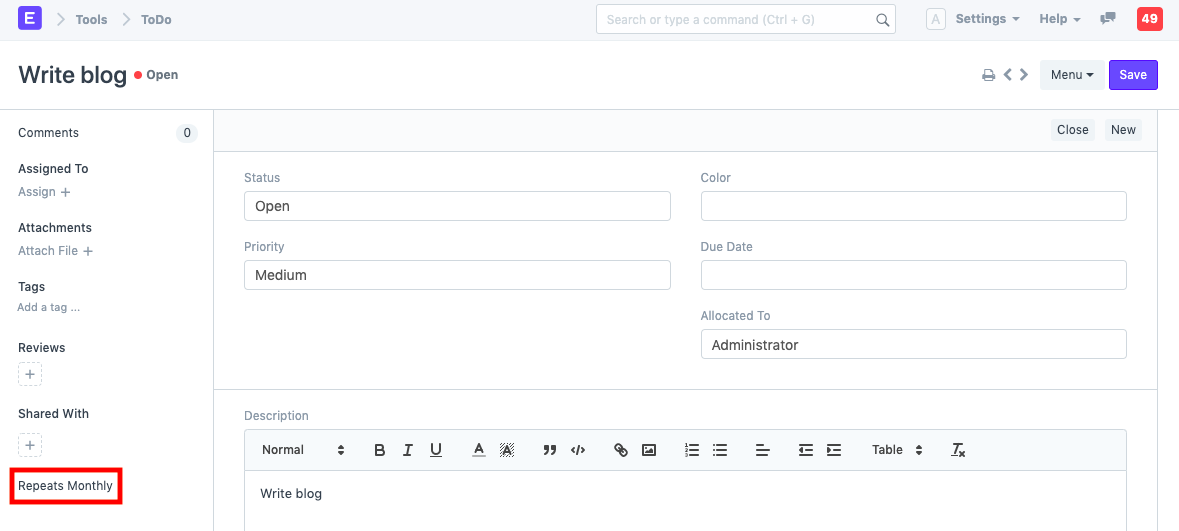 E Tools ToDo Search or type a command (Ctrl + G) A Settings Help 49
Write blog Open Menu Save
Comments 0
Close New
Assigned To
Assign +
Attachments
Attach File +
Tags
Add a tag ...
Reviews
+
Shared With
+
Repeats Monthly
Status
Open
Priority
Medium
Color
Due Date
Allocated To
Administrator
Description
Normal B I U A A Table
Write blog